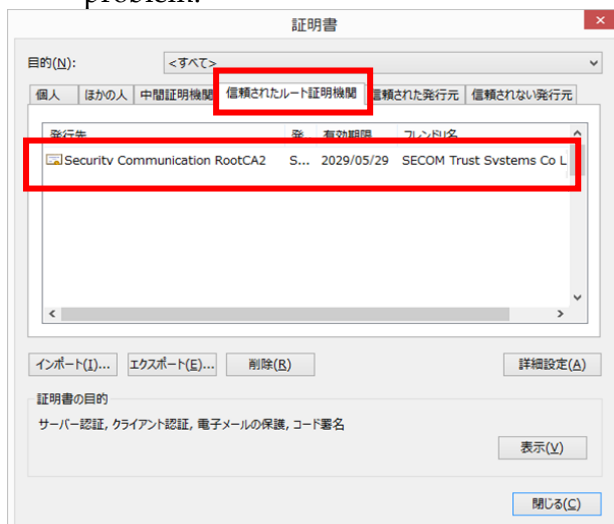 problem.
証明書
目的(N):
<すべて>
個人 ほかの人 中間証明機関 信頼されたルート証明機関 信頼された発行元 信頼されない発行元
発行先 発 有効期限 フレンドリ名
Security Communication RootCA2 S... 2029/05/29 SECOM Trust Systems Co L
インポート(I)... エクスポート(E)... 削除(R) 詳細設定(A)
証明書の目的
サーバー認証, クライアント認証, 電子メールの保護, コード署名
表示(V)
閉じる(C)